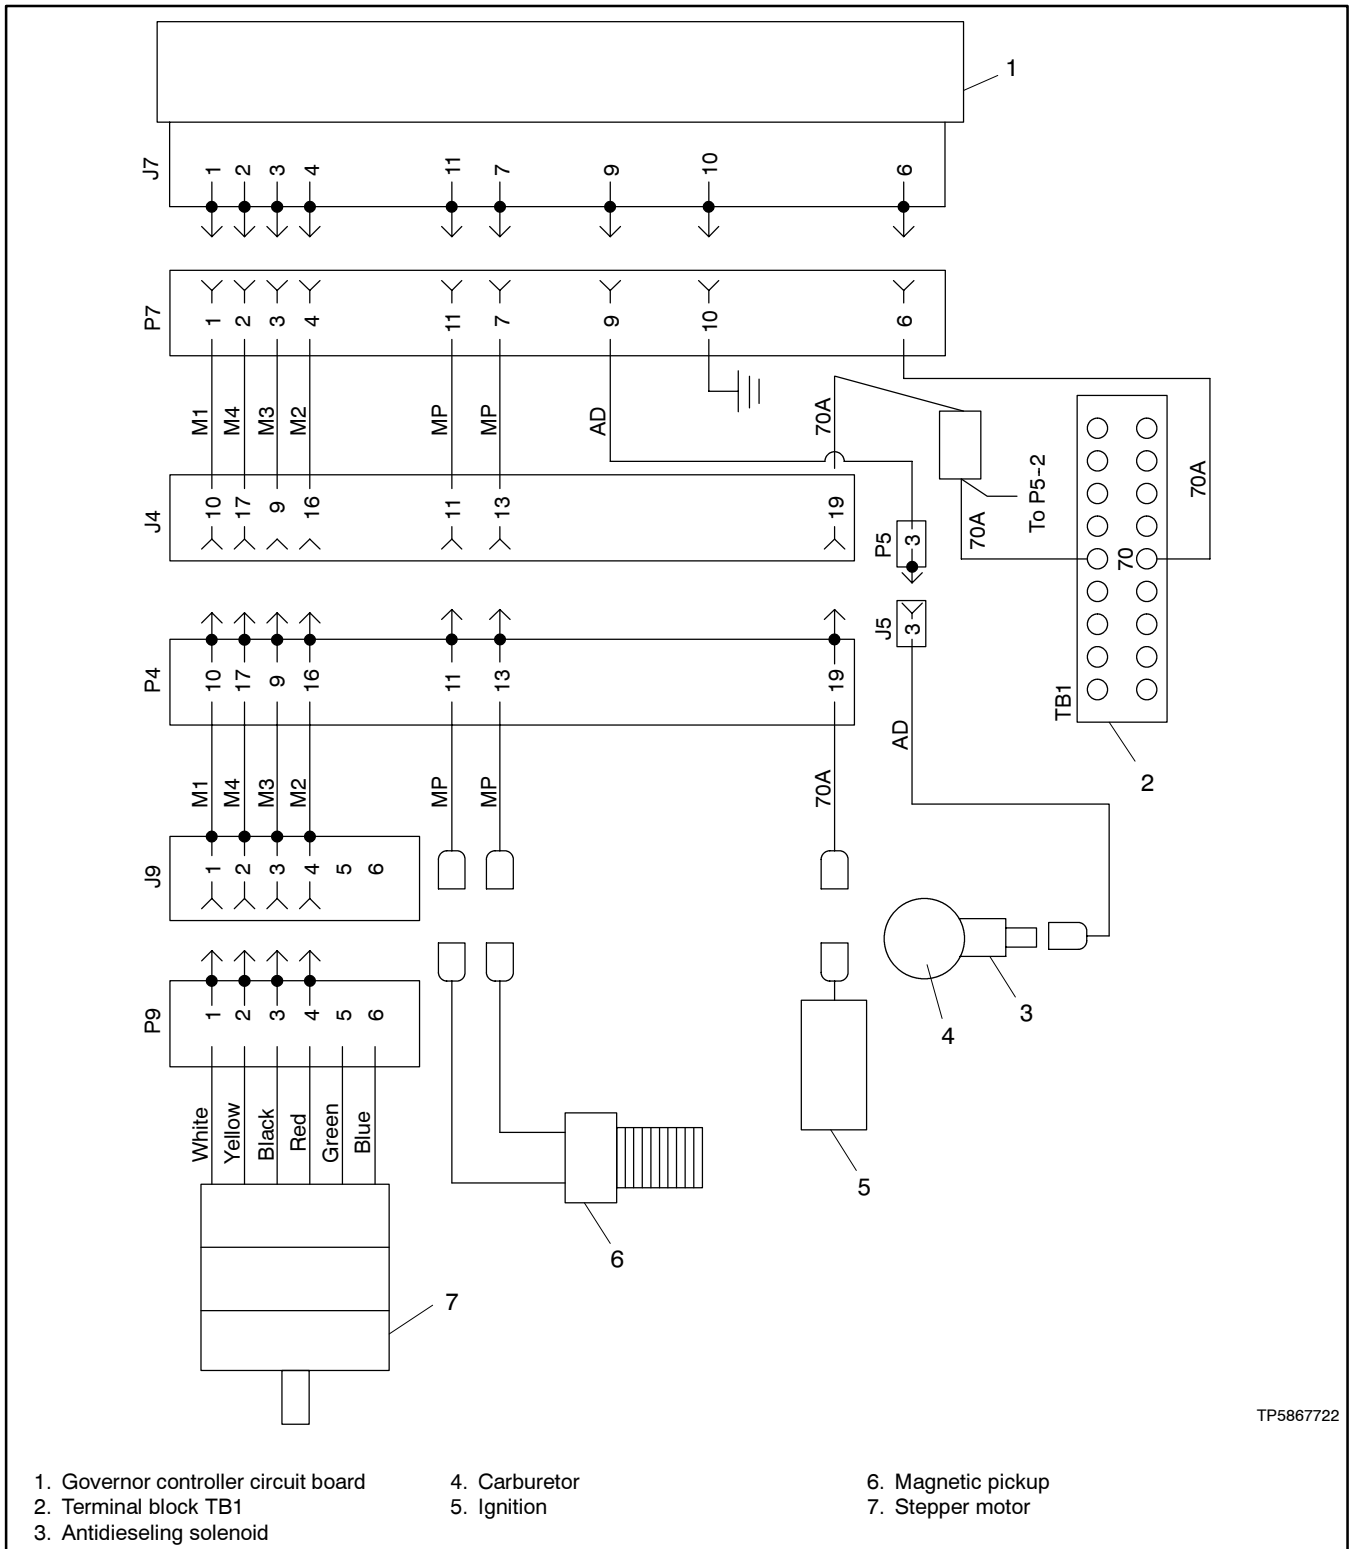 1
J7 1 2 3 4 11 7 9 10 6
P7 1 2 3 4 11 7 9 10 6
M1 M4 M3 M2 MP MP AD 70A
70A
To P5-2
70A
70
TB1
2
J4 10 17 9 16 11 13 19
P5 3
J5 3
P4 10 17 9 16 11 13 19
AD
M1 M4 M3 M2 MP MP 70A
J9 1 2 3 4 5 6
3
4
P9 1 2 3 4 5 6
White Yellow Black Red Green Blue
5
6
7
TP5867722
1. Governor controller circuit board
2. Terminal block TB1
3. Antidieseling solenoid
4. Carburetor
5. Ignition
6. Magnetic pickup
7. Stepper motor